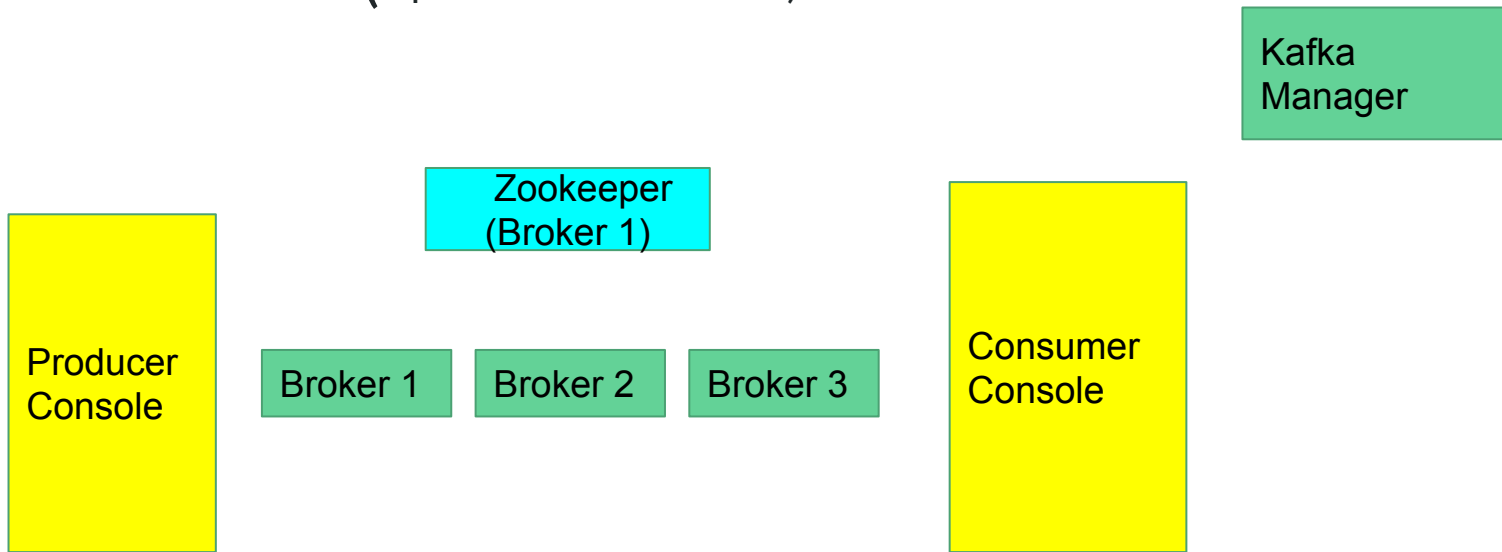 Kafka
Manager
Zookeeper
(Broker 1)
Producer
Console
Broker 1
Broker 2
Broker 3
Consumer
Console